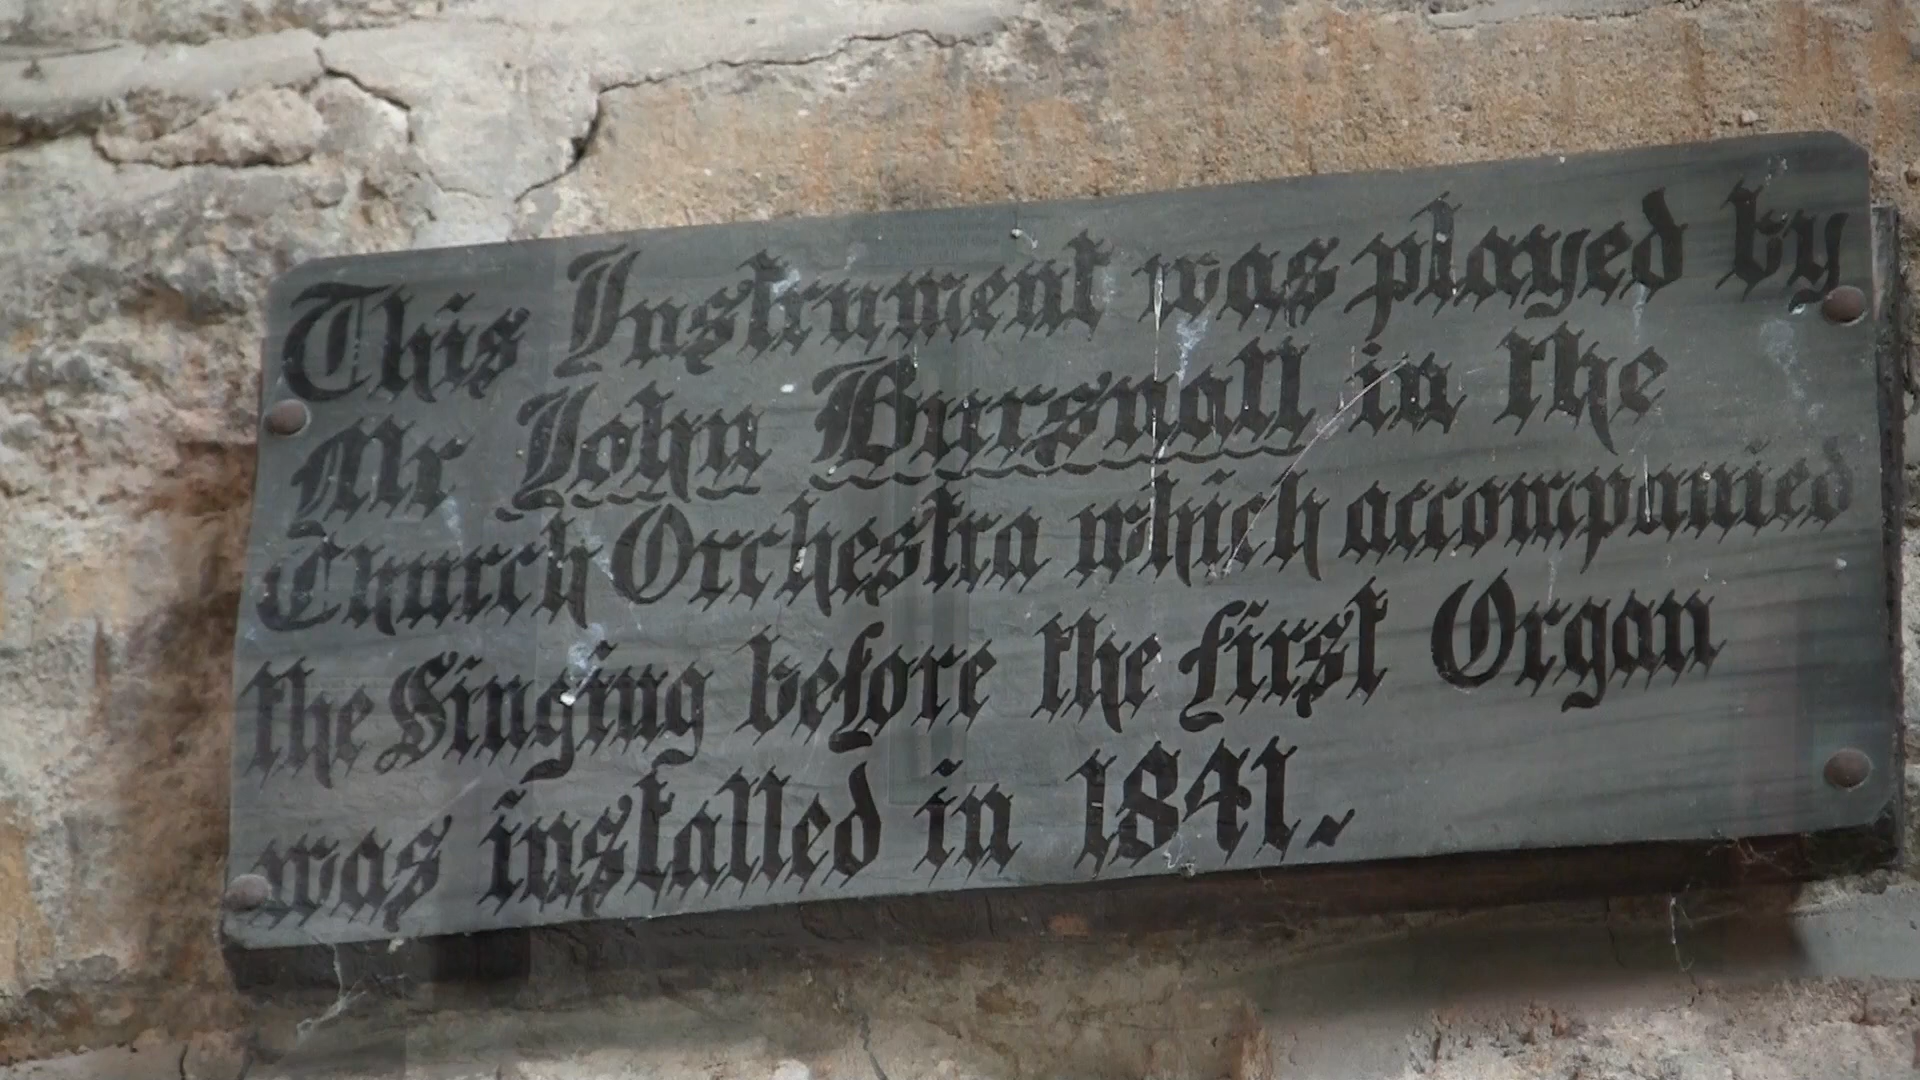 This Instrument was played by
Mr John Bursnall in the
Church Orchestra which accompanied
the Singing before the first Organ
was installed in 1841.